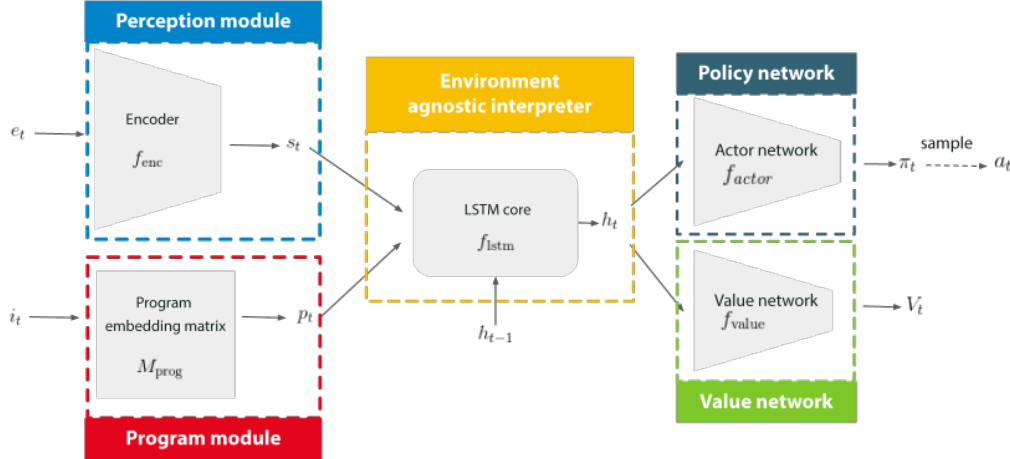 Perception module
Encoder
f_enc
e_t
s_t
Program
embedding matrix
M_prog
i_t
p_t
Program module
Environment
agnostic interpreter
LSTM core
f_lstm
h_t
h_{t-1}
Policy network
Actor network
f_actor
π_t
sample
a_t
Value network
f_value
V_t
Value network